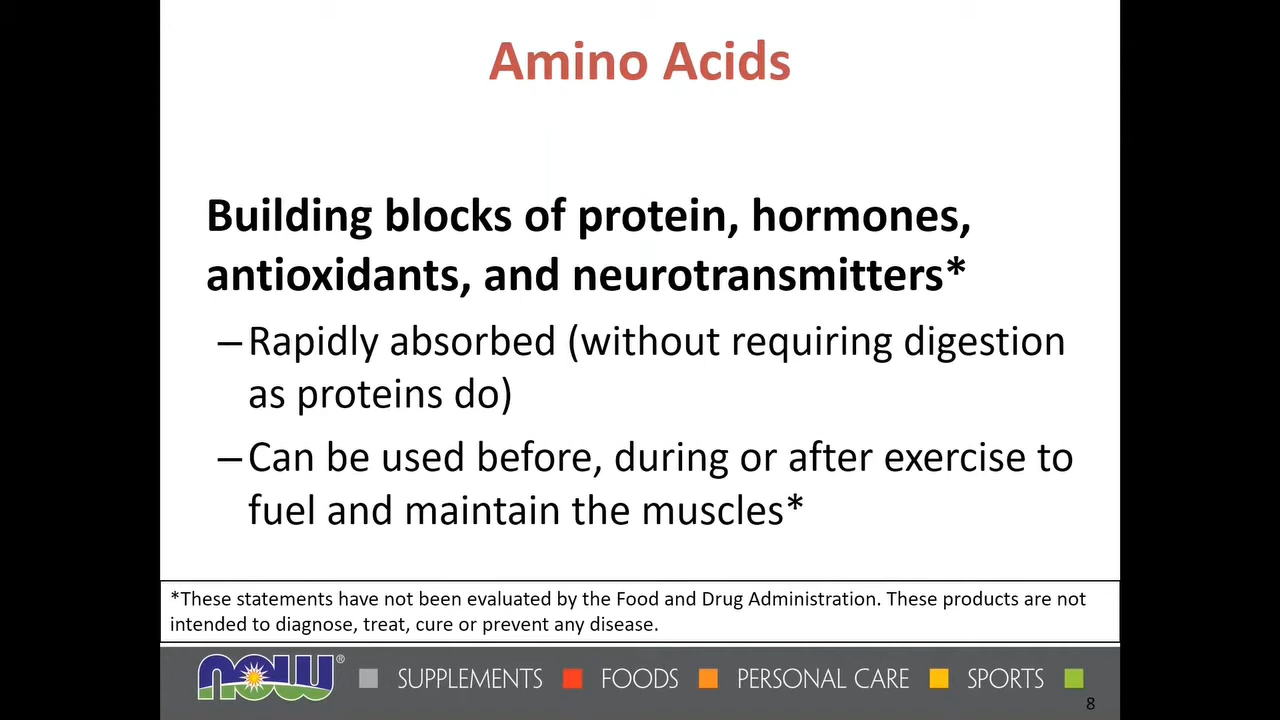 Amino Acids
Building blocks of protein, hormones,
antioxidants, and neurotransmitters*
–Rapidly absorbed (without requiring digestion
as proteins do)
–Can be used before, during or after exercise to
fuel and maintain the muscles*
*These statements have not been evaluated by the Food and Drug Administration. These products are not
intended to diagnose, treat, cure or prevent any disease.
now® SUPPLEMENTS FOODS PERSONAL CARE SPORTS
8